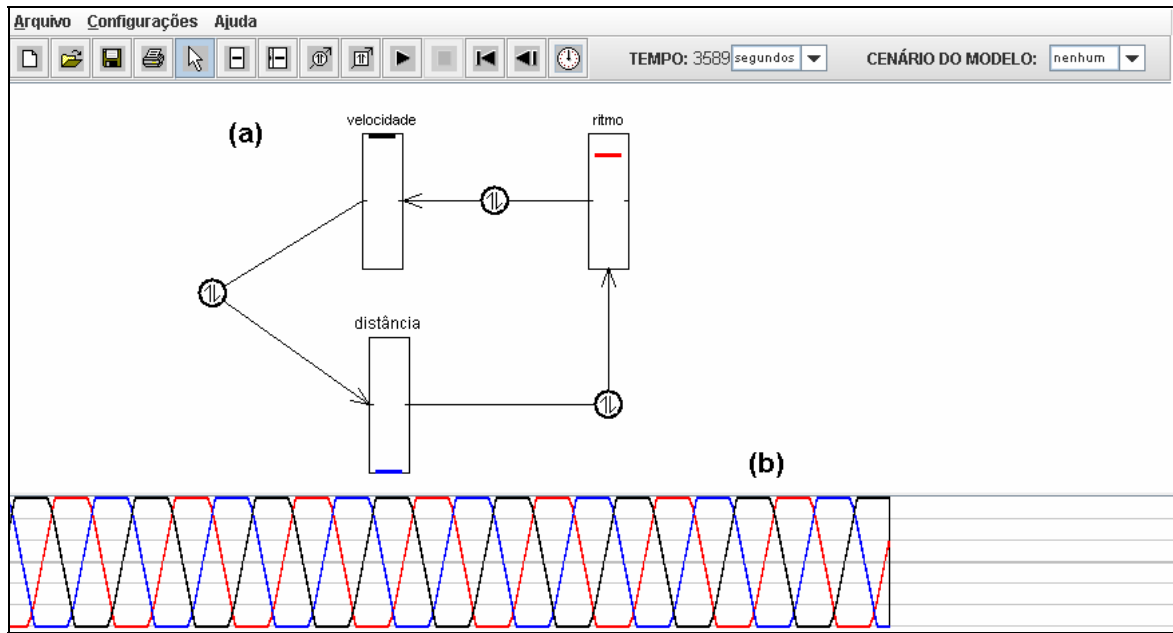 Arquivo Configurações Ajuda
TEMPO: 3589 segundos CENÁRIO DO MODELO: nenhum
(a)
velocidade
ritmo
distância
(b)